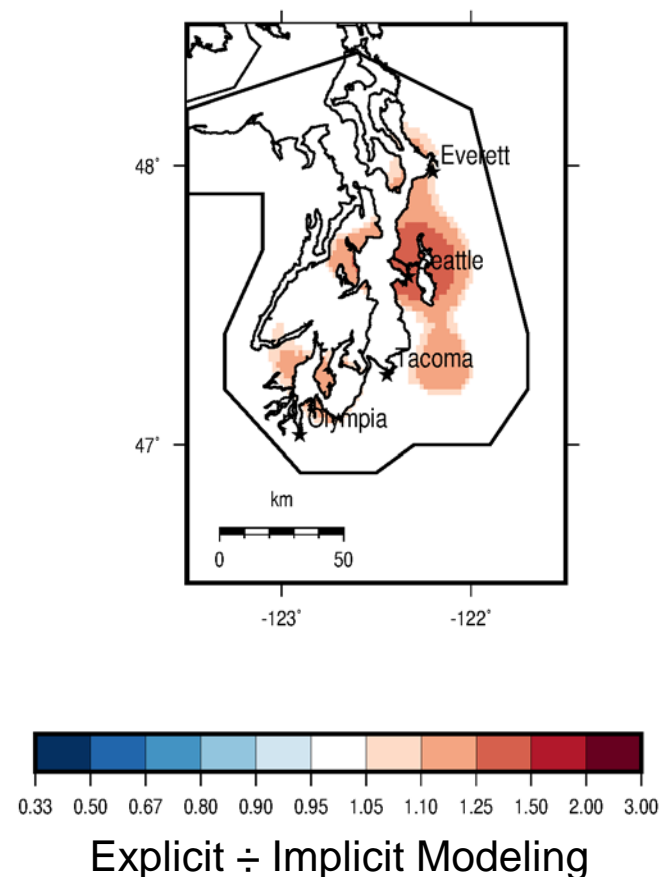 48˚
Everett
Seattle
Tacoma
Olympia
47˚
km
0 50
-123˚ -122˚
0.33 0.50 0.67 0.80 0.90 0.95 1.05 1.10 1.25 1.50 2.00 3.00
Explicit ÷ Implicit Modeling